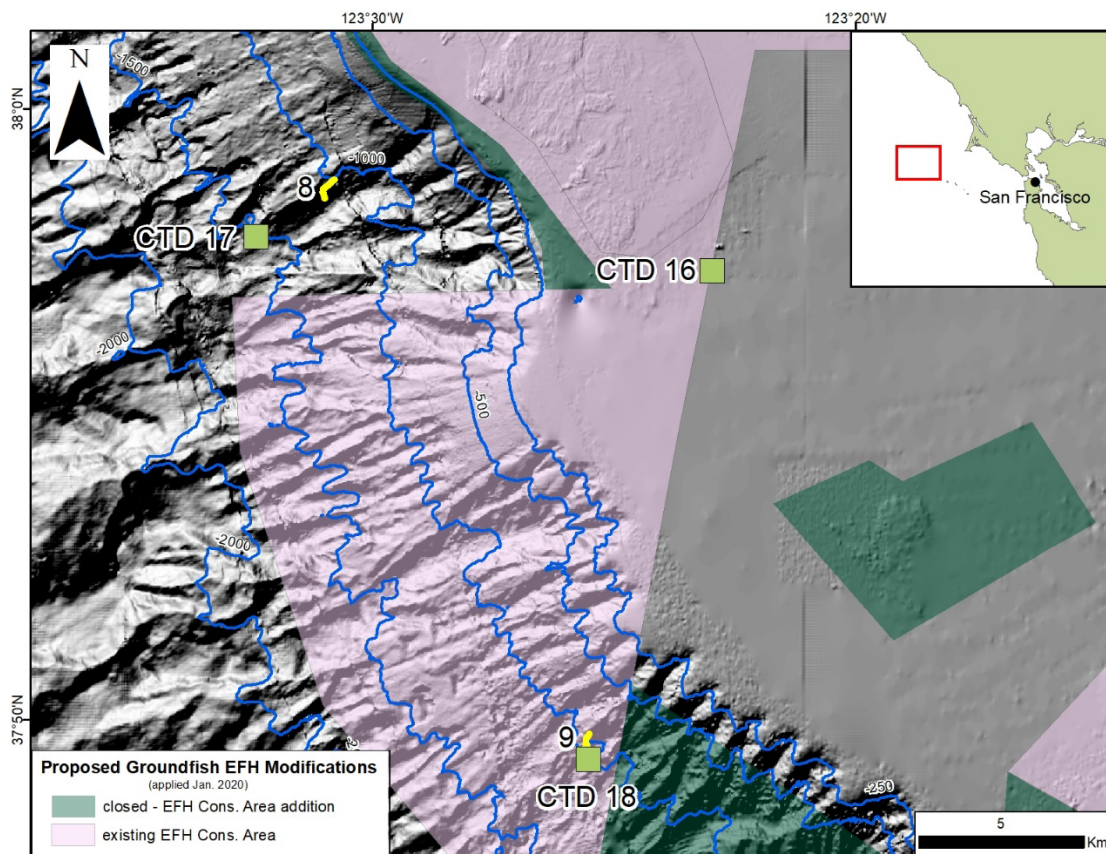 123°30'W
123°20'W
N
-1500
38°0'N
-1000
8
San Francisco
CTD 17
CTD 16
-2000
-500
-2000
37°50'N
9
CTD 18
-250
Proposed Groundfish EFH Modifications
(applied Jan. 2020)
closed - EFH Cons. Area addition
existing EFH Cons. Area
5
Km